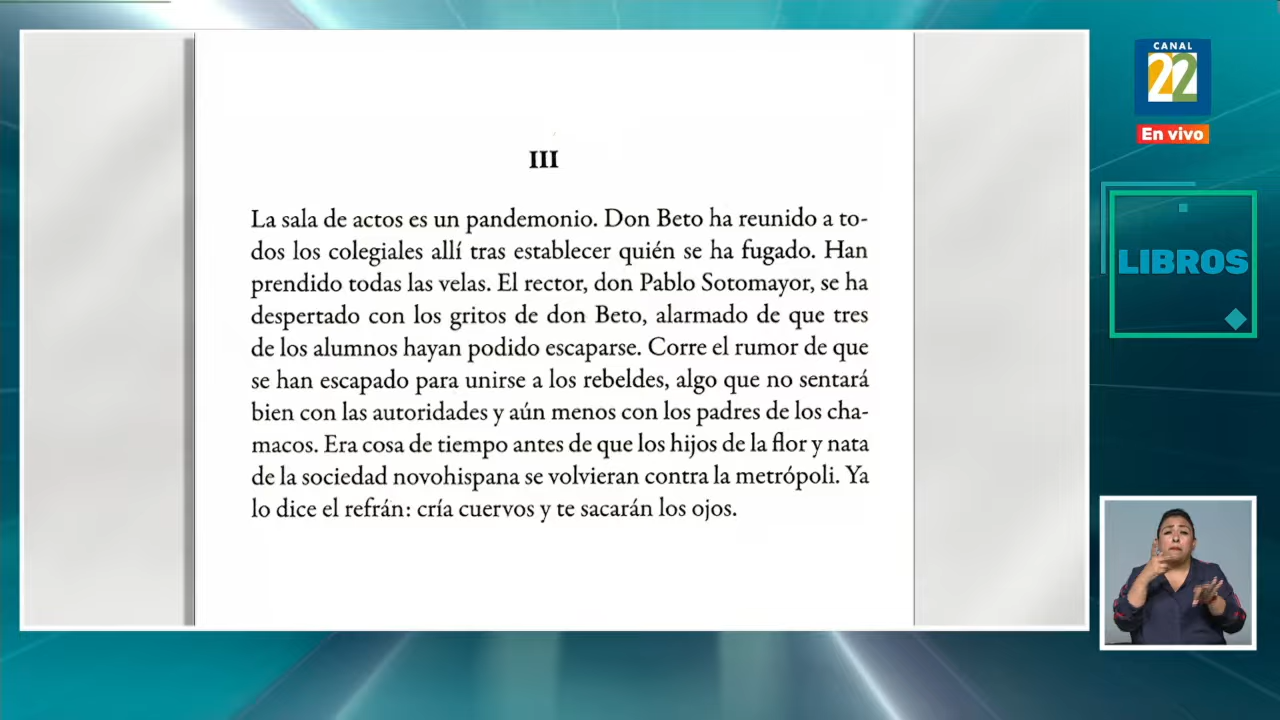 III
La sala de actos es un pandemonio. Don Beto ha reunido a to-
dos los colegiales allí tras establecer quién se ha fugado. Han
prendido todas las velas. El rector, don Pablo Sotomayor, se ha
despertado con los gritos de don Beto, alarmado de que tres
de los alumnos hayan podido escaparse. Corre el rumor de que
se han escapado para unirse a los rebeldes, algo que no sentará
bien con las autoridades y aún menos con los padres de los cha-
macos. Era cosa de tiempo antes de que los hijos de la flor y nata
de la sociedad novohispana se volvieran contra la metrópoli. Ya
lo dice el refrán: cría cuervos y te sacarán los ojos.
CANAL
22
En vivo
LIBROS